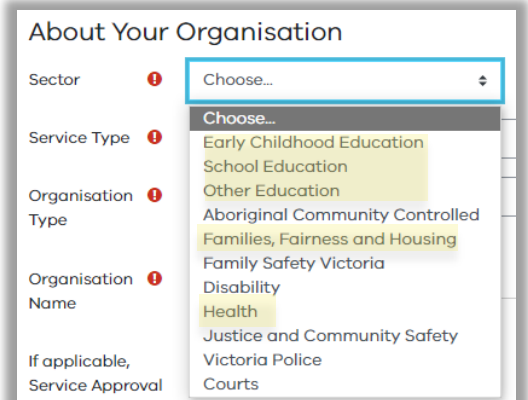 About Your Organisation
Sector
Choose...
Choose...
Service Type
Early Childhood Education
School Education
Other Education
Organisation
Type
Aboriginal Community Controlled
Families, Fairness and Housing
Family Safety Victoria
Organisation
Name
Disability
Health
Justice and Community Safety
If applicable,
Service Approval
Victoria Police
Courts